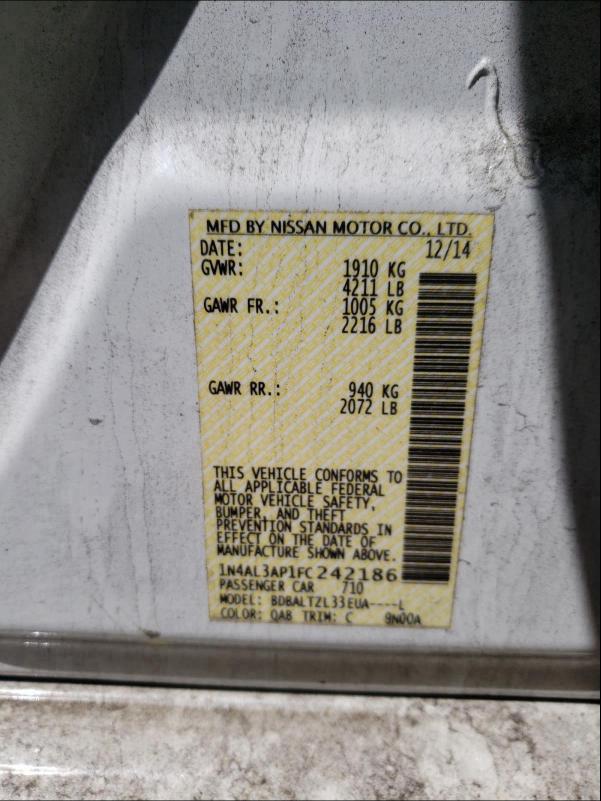 MFD BY NISSAN MOTOR CO., LTD.
DATE: 12/14
GVWR: 1910 KG
4211 LB
GAWR FR.: 1005 KG
2216 LB
GAWR RR.: 940 KG
2072 LB
THIS VEHICLE CONFORMS TO
ALL APPLICABLE FEDERAL
MOTOR VEHICLE SAFETY,
BUMPER, AND THEFT
PREVENTION STANDARDS IN
EFFECT ON THE DATE OF
MANUFACTURE SHOWN ABOVE.
1N4AL3AP1FC242186
PASSENGER CAR 710
MODEL: BDBALTZL33EUA----L
COLOR: QAB TRIM: C 9N00A